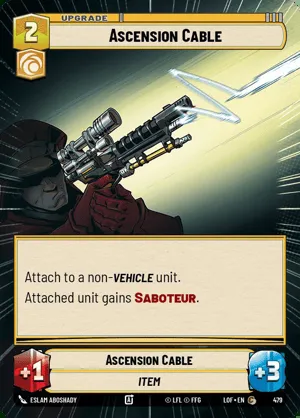 UPGRADE
2
ASCENSION CABLE
Attach to a non-VEHICLE unit.
Attached unit gains SABOTEUR.
+1
ASCENSION CABLE
+3
ITEM
ESLAM ABOSHADY
© LFL © FFG
LOF • EN
C
479